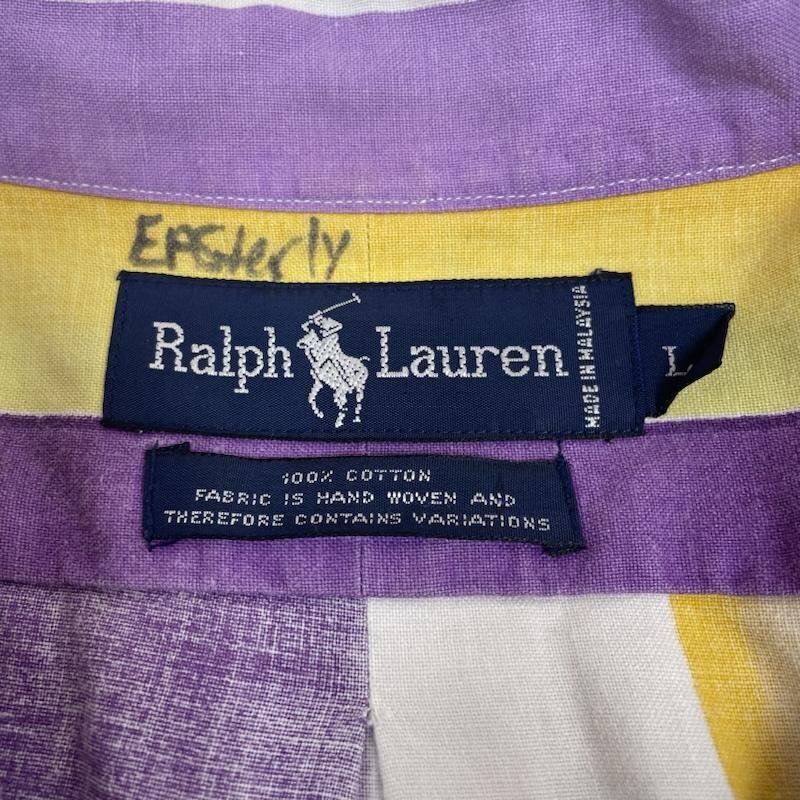 Ralph Lauren
MADE IN MALAYSIA
L
100% COTTON
FABRIC IS HAND WOVEN AND
THEREFORE CONTAINS VARIATIONS